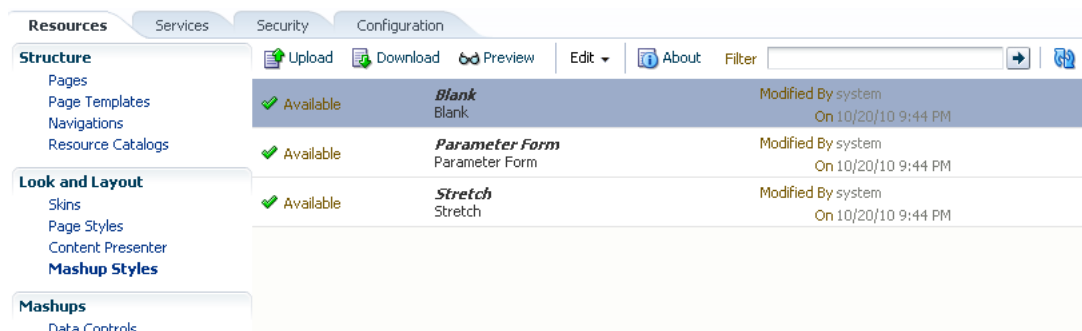 Resources Services Security Configuration
Structure
Pages
Page Templates
Navigations
Resource Catalogs
Look and Layout
Skins
Page Styles
Content Presenter
Mashup Styles
Mashups
Data Controls
Upload Download Preview Edit About Filter
Available Blank Modified By system
Blank On 10/20/10 9:44 PM
Available Parameter Form Modified By system
Parameter Form On 10/20/10 9:44 PM
Available Stretch Modified By system
Stretch On 10/20/10 9:44 PM